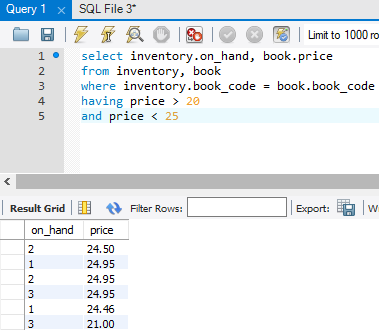 Query 1 SQL File 3*
Limit to 1000 ro
1 select inventory.on_hand, book.price
2 from inventory, book
3 where inventory.book_code = book.book_code
4 having price > 20
5 and price < 25
Result Grid Filter Rows: Export:
on_hand price
2 24.50
1 24.95
2 24.95
3 24.95
1 24.46
3 21.00